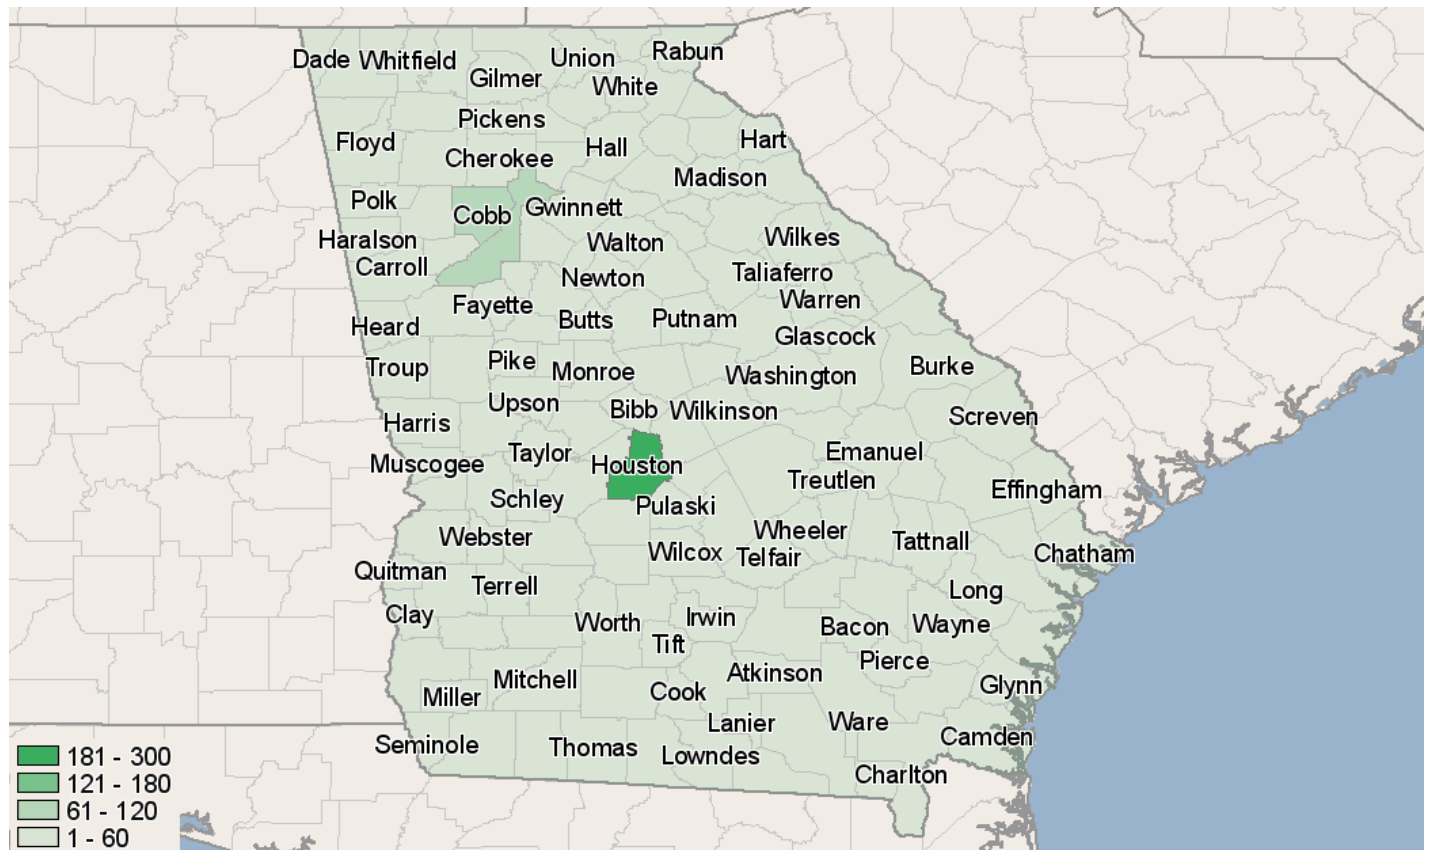 Dade Whitfield Union Rabun
Gilmer White
Pickens
Floyd Hall Hart
Cherokee
Madison
Polk
Cobb Gwinnett
Haralson Walton Wilkes
Carroll Newton Taliaferro
Fayette Warren
Heard Butts Putnam
Glascock
Troup Pike Monroe Burke
Washington
Upson Bibb Wilkinson
Harris Screven
Muscogee Taylor Houston Emanuel
Treutlen
Schley Pulaski Effingham
Webster Wheeler
Wilcox Telfair Tattnall Chatham
Quitman Terrell Long
Clay Worth Irwin Bacon Wayne
Tift
Pierce
Mitchell Atkinson
Miller Cook Glynn
Lanier Ware
Seminole Thomas Lowndes Camden
Charlton
181 - 300
121 - 180
61 - 120
1 - 60